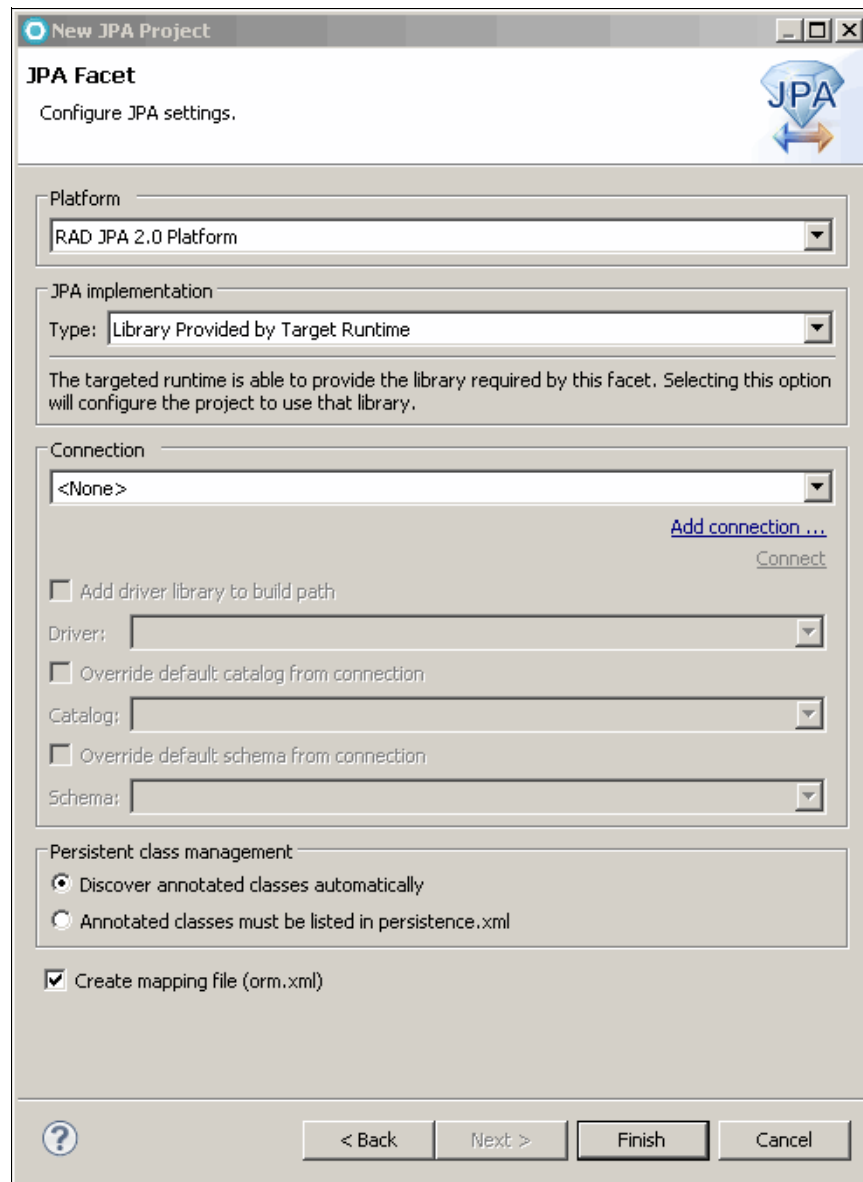 New JPA Project
JPA Facet
Configure JPA settings.
JPA
Platform
RAD JPA 2.0 Platform
JPA implementation
Type: Library Provided by Target Runtime
The targeted runtime is able to provide the library required by this facet. Selecting this option
will configure the project to use that library.
Connection
<None>
Add connection ...
Connect
Add driver library to build path
Driver:
Override default catalog from connection
Catalog:
Override default schema from connection
Schema:
Persistent class management
Discover annotated classes automatically
Annotated classes must be listed in persistence.xml
Create mapping file (orm.xml)
? < Back Next > Finish Cancel